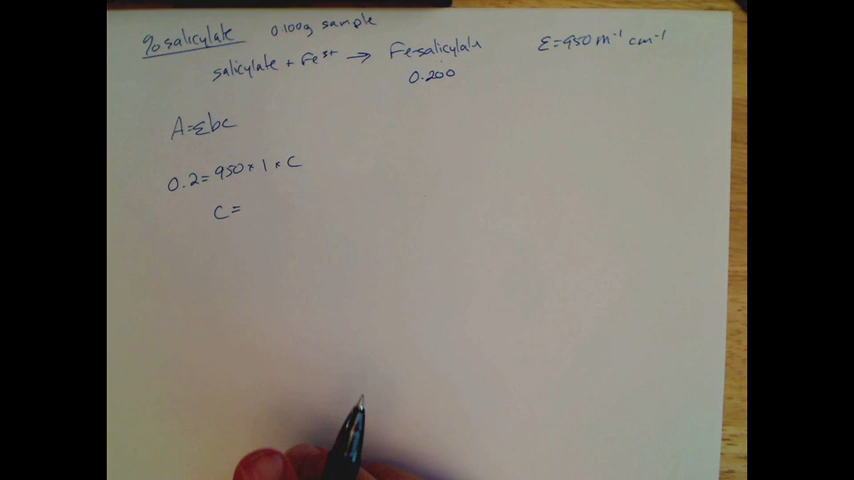 % salicylate 0.100g sample
salicylate + Fe³⁺ → Fe-salicylate ε=950 M⁻¹ cm⁻¹
0.200
A=εbc
0.2=950*1*C
C=